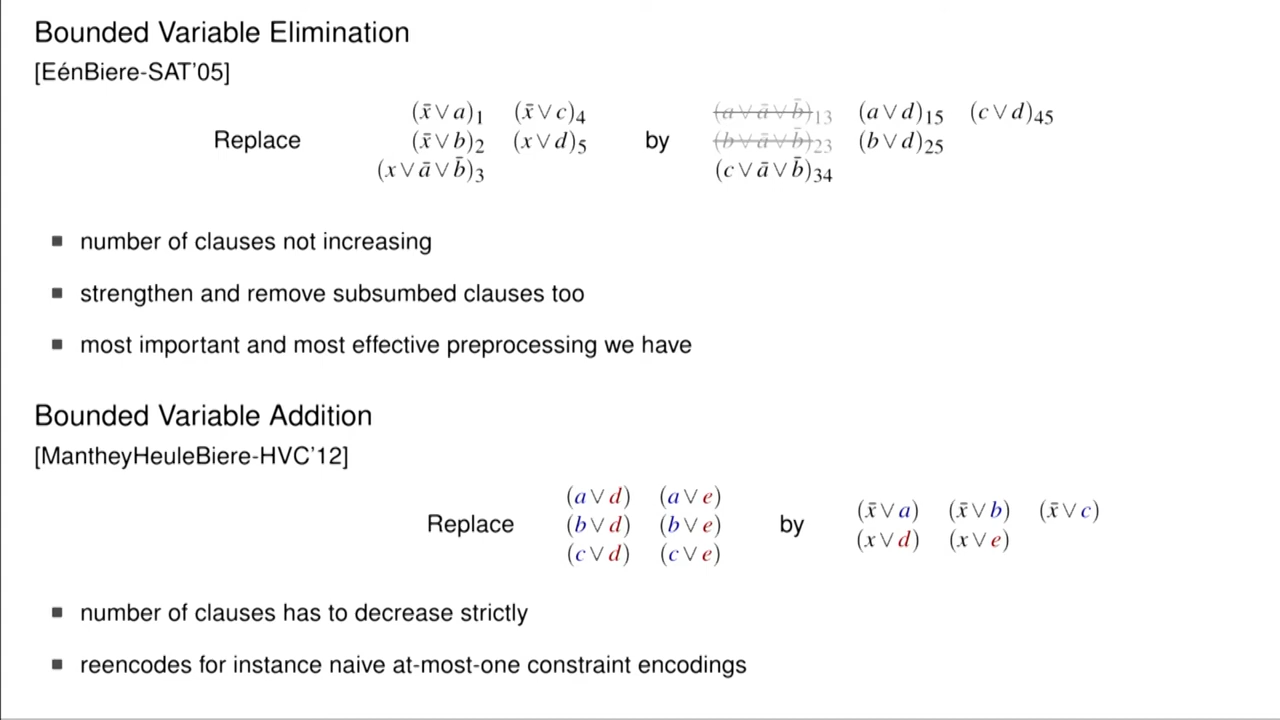 Bounded Variable Elimination
[EénBiere-SAT'05]
(x̄ ∨ a)1 (x̄ ∨ c)4 (a ∨ ā ∨ b̄)13 (a ∨ d)15 (c ∨ d)45
Replace (x̄ ∨ b)2 (x ∨ d)5 by (b ∨ ā ∨ b̄)23 (b ∨ d)25
(x ∨ ā ∨ b̄)3 (c ∨ ā ∨ b̄)34
■ number of clauses not increasing
■ strengthen and remove subsumbed clauses too
■ most important and most effective preprocessing we have
Bounded Variable Addition
[MantheyHeuleBiere-HVC'12]
(a ∨ d) (a ∨ e)
Replace (b ∨ d) (b ∨ e) by (x̄ ∨ a) (x̄ ∨ b) (x̄ ∨ c)
(c ∨ d) (c ∨ e) (x ∨ d) (x ∨ e)
■ number of clauses has to decrease strictly
■ reencodes for instance naive at-most-one constraint encodings